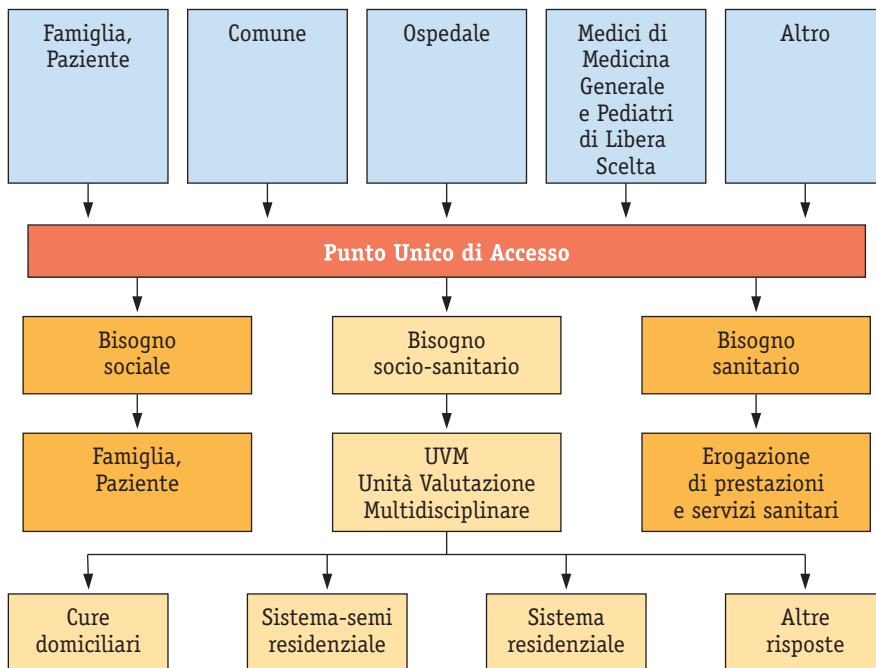 Famiglia,
Paziente
Comune
Ospedale
Medici di
Medicina
Generale
e Pediatri
di Libera
Scelta
Altro
Punto Unico di Accesso
Bisogno
sociale
Bisogno
socio-sanitario
Bisogno
sanitario
Famiglia,
Paziente
UVM
Unità Valutazione
Multidisciplinare
Erogazione
di prestazioni
e servizi sanitari
Cure
domiciliari
Sistema-semi
residenziale
Sistema
residenziale
Altre
risposte